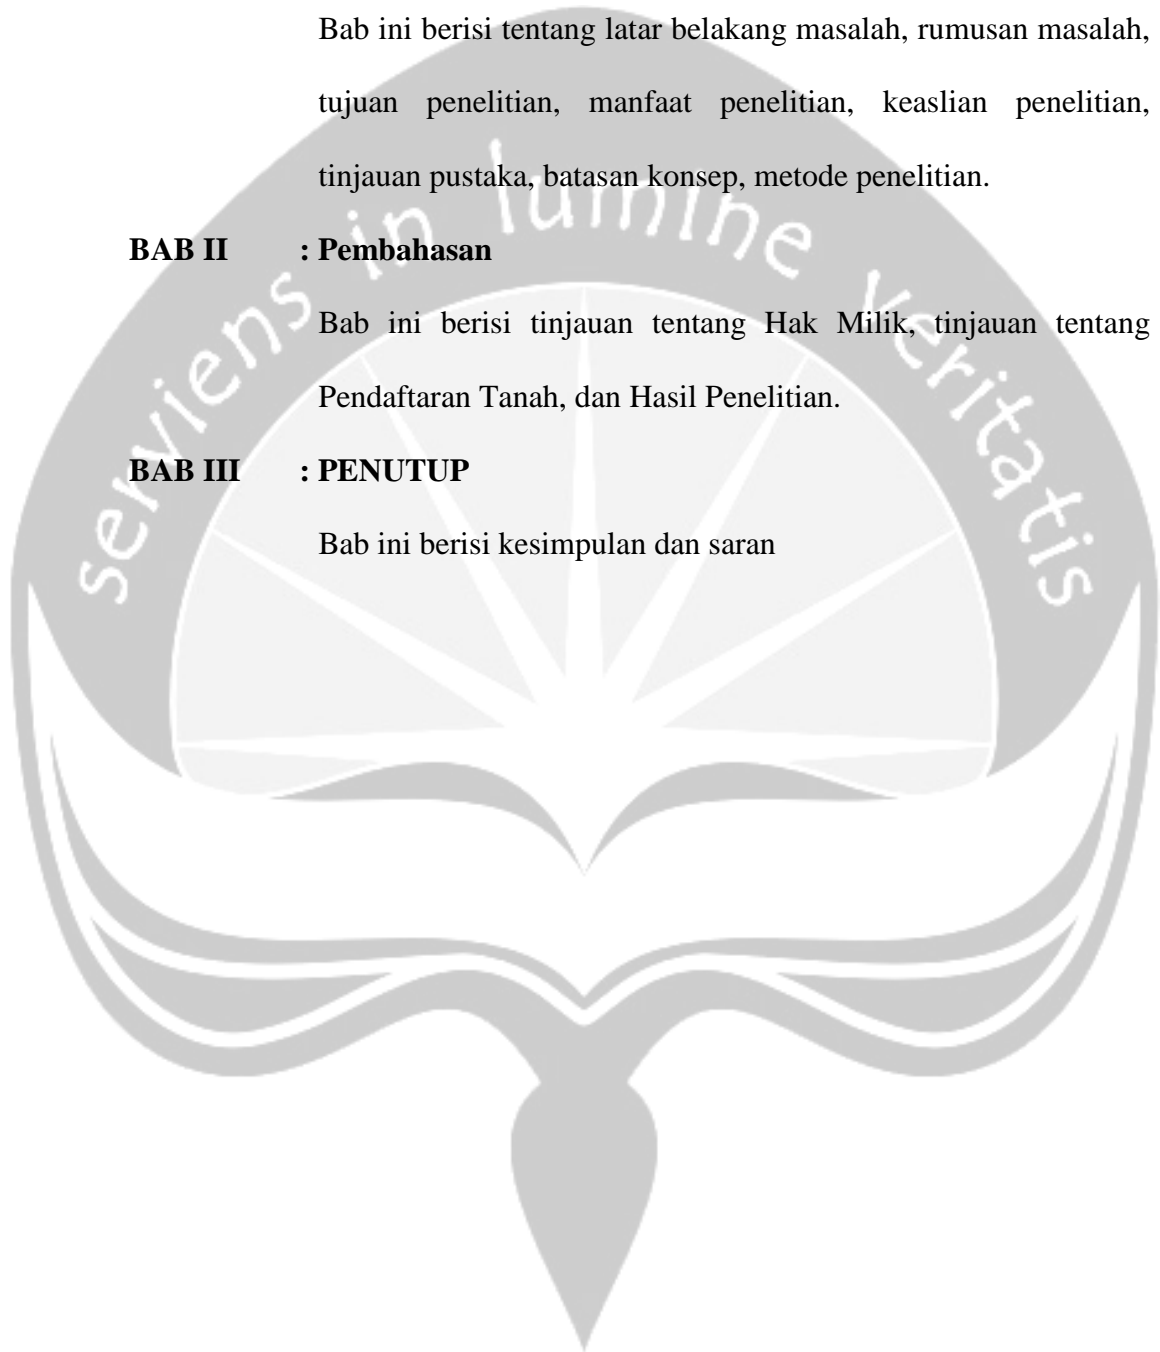 Bab ini berisi tentang latar belakang masalah, rumusan masalah,
tujuan penelitian, manfaat penelitian, keaslian penelitian,
tinjauan pustaka, batasan konsep, metode penelitian.
serviens in lumine veritatis
BAB II : Pembahasan
Bab ini berisi tinjauan tentang Hak Milik, tinjauan tentang
Pendaftaran Tanah, dan Hasil Penelitian.
BAB III : PENUTUP
Bab ini berisi kesimpulan dan saran